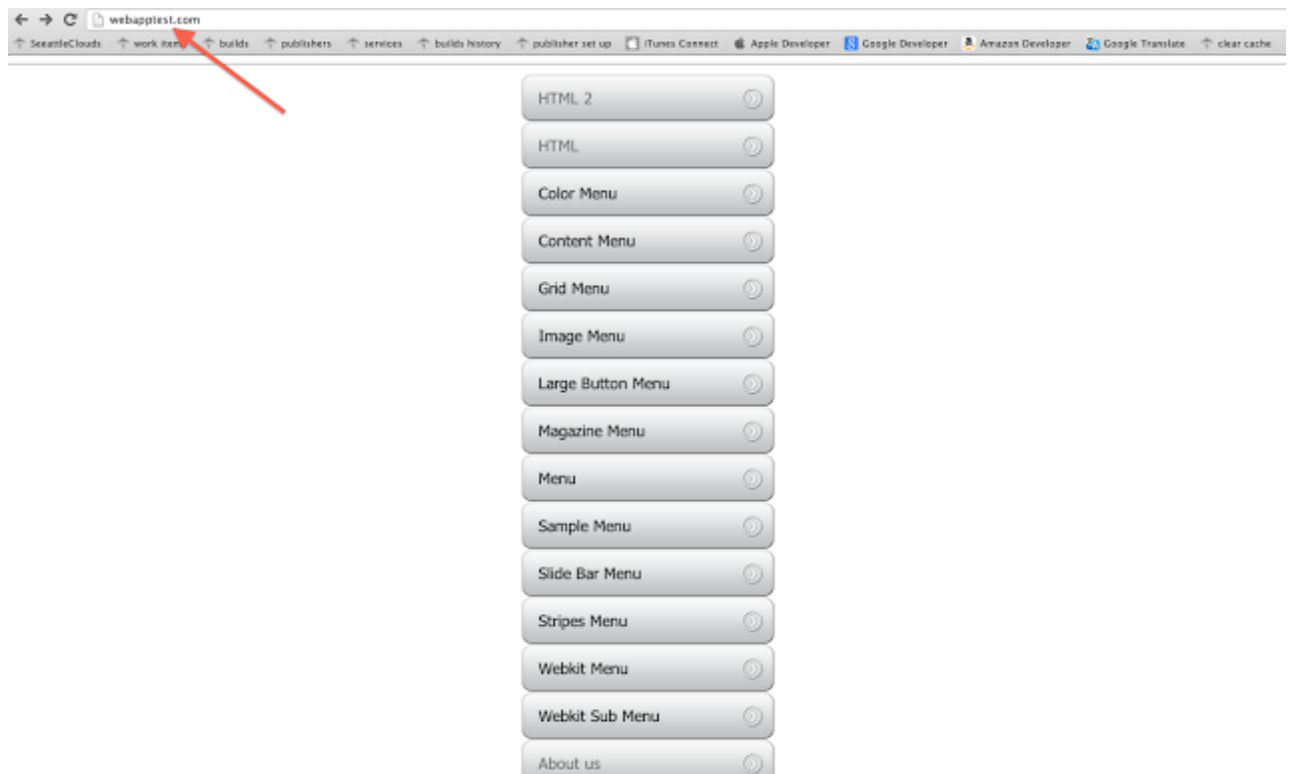 webapptest.com
SeeattleClouds work items builds publishers services builds history publisher set up iTunes Connect Apple Developer Google Developer Amazon Developer Google Translate clear cache
HTML 2
HTML
Color Menu
Content Menu
Grid Menu
Image Menu
Large Button Menu
Magazine Menu
Menu
Sample Menu
Slide Bar Menu
Stripes Menu
Webkit Menu
Webkit Sub Menu
About us